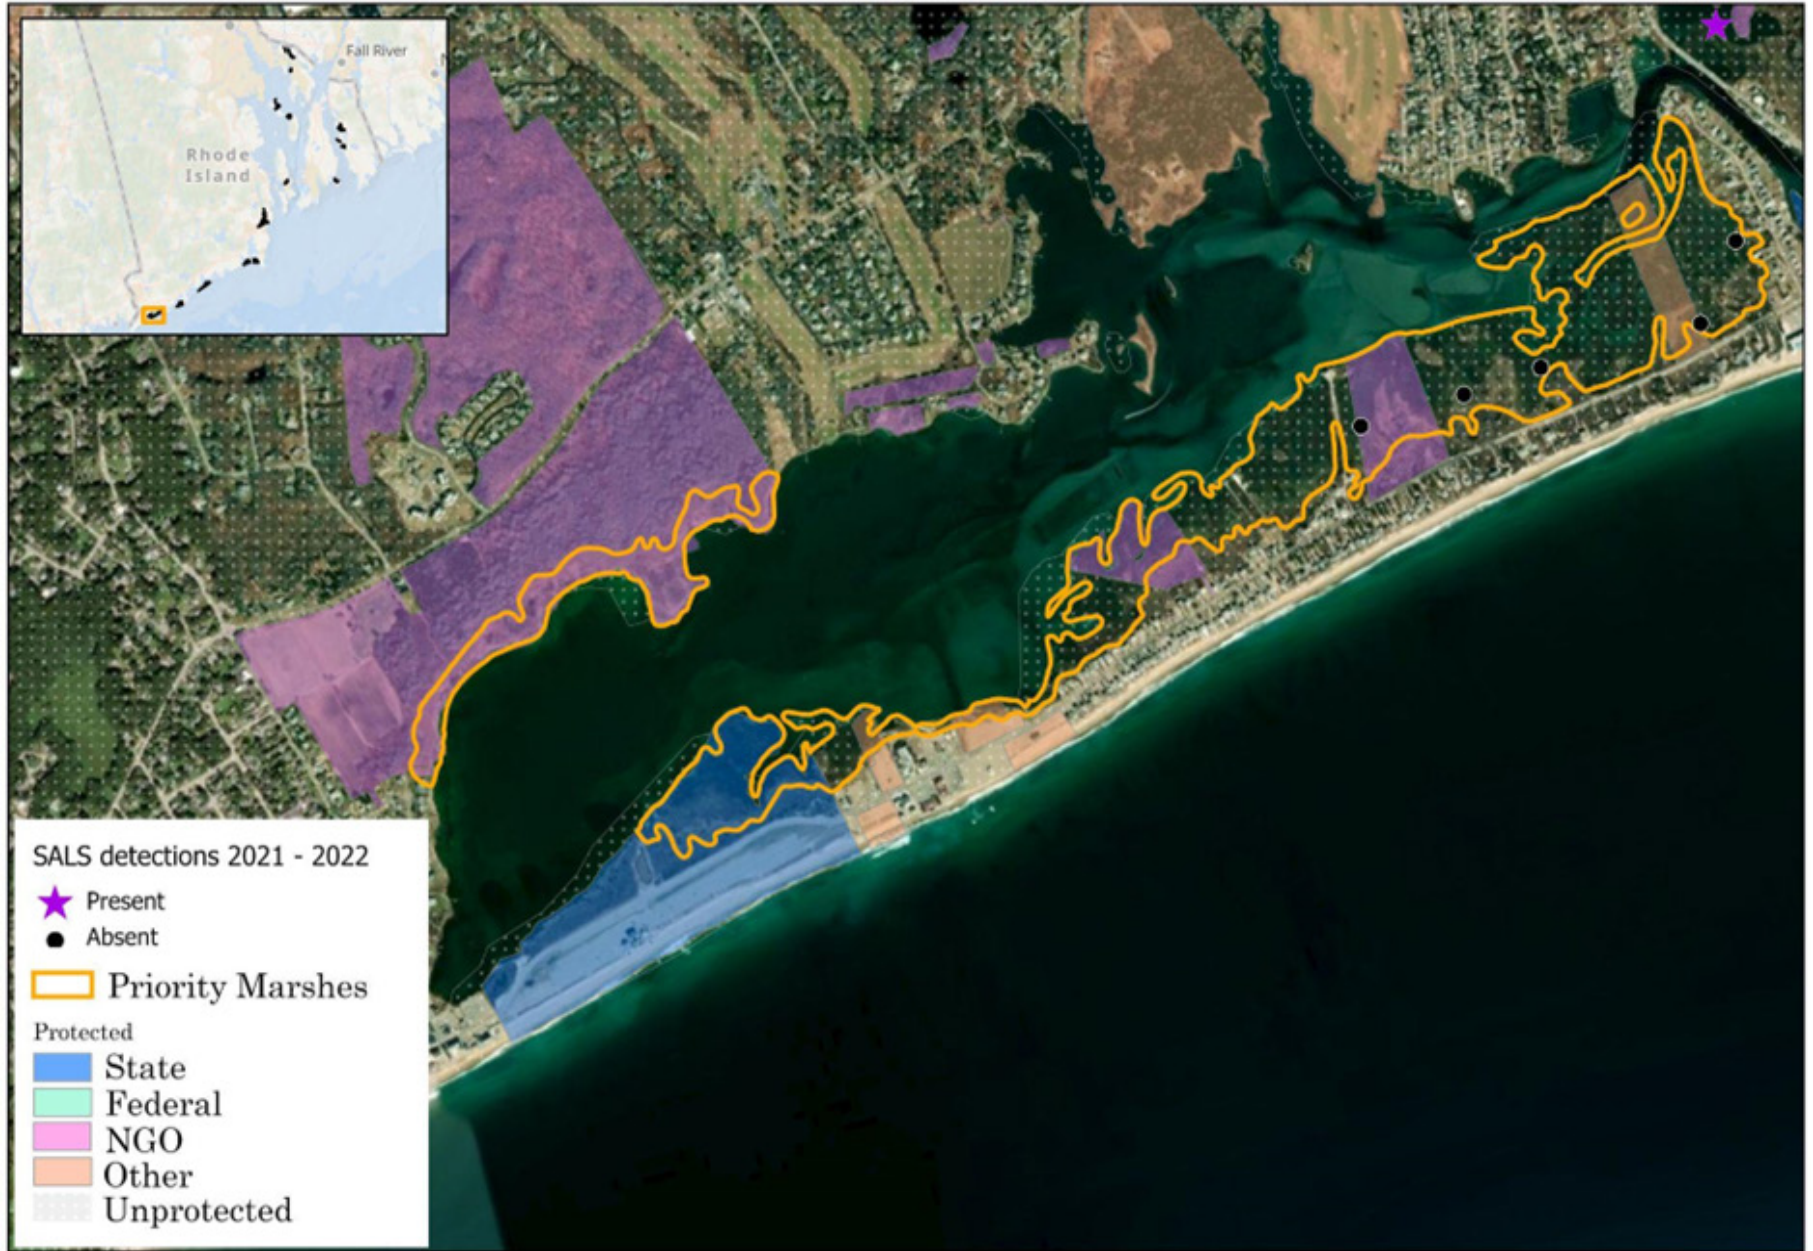 Fall River
Rhode
Island
SALS detections 2021 - 2022
Present
Absent
Priority Marshes
Protected
State
Federal
NGO
Other
Unprotected